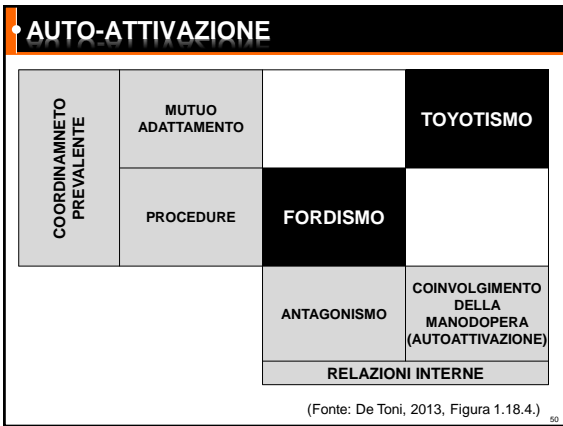 AUTO-ATTIVAZIONE
COORDINAMNETO
PREVALENTE
MUTUO
ADATTAMENTO
TOYOTISMO
PROCEDURE
FORDISMO
ANTAGONISMO
COINVOLGIMENTO
DELLA
MANODOPERA
(AUTOATTIVAZIONE)
RELAZIONI INTERNE
(Fonte: De Toni, 2013, Figura 1.18.4.)
50